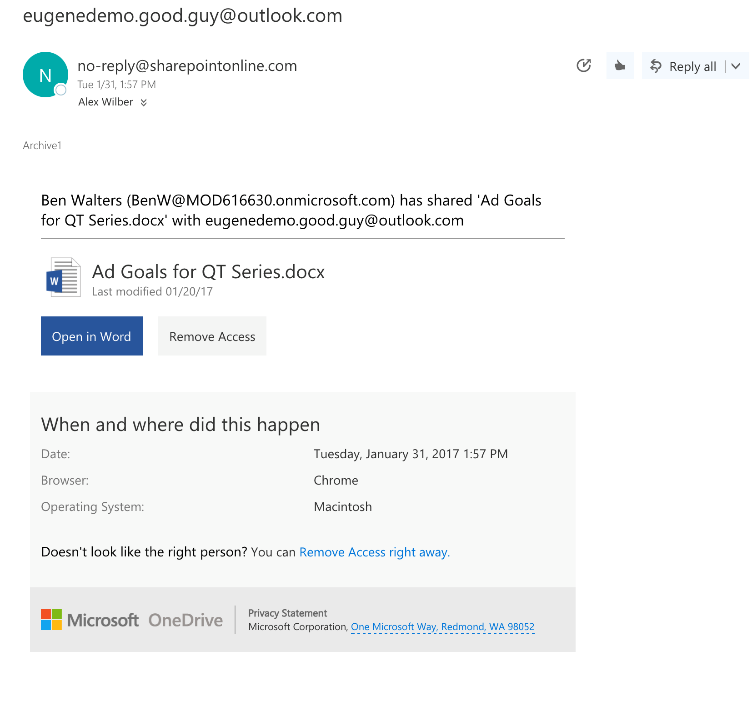 eugenedemo.good.guy@outlook.com
N
no-reply@sharepointonline.com
Tue 1/31, 1:57 PM
Alex Wilber
Reply all
Archive1
Ben Walters (BenW@MOD616630.onmicrosoft.com) has shared 'Ad Goals
for QT Series.docx' with eugenedemo.good.guy@outlook.com
W
Ad Goals for QT Series.docx
Last modified 01/20/17
Open in Word Remove Access
When and where did this happen
Date: Tuesday, January 31, 2017 1:57 PM
Browser: Chrome
Operating System: Macintosh
Doesn't look like the right person? You can Remove Access right away.
Microsoft OneDrive
Privacy Statement
Microsoft Corporation, One Microsoft Way, Redmond, WA 98052